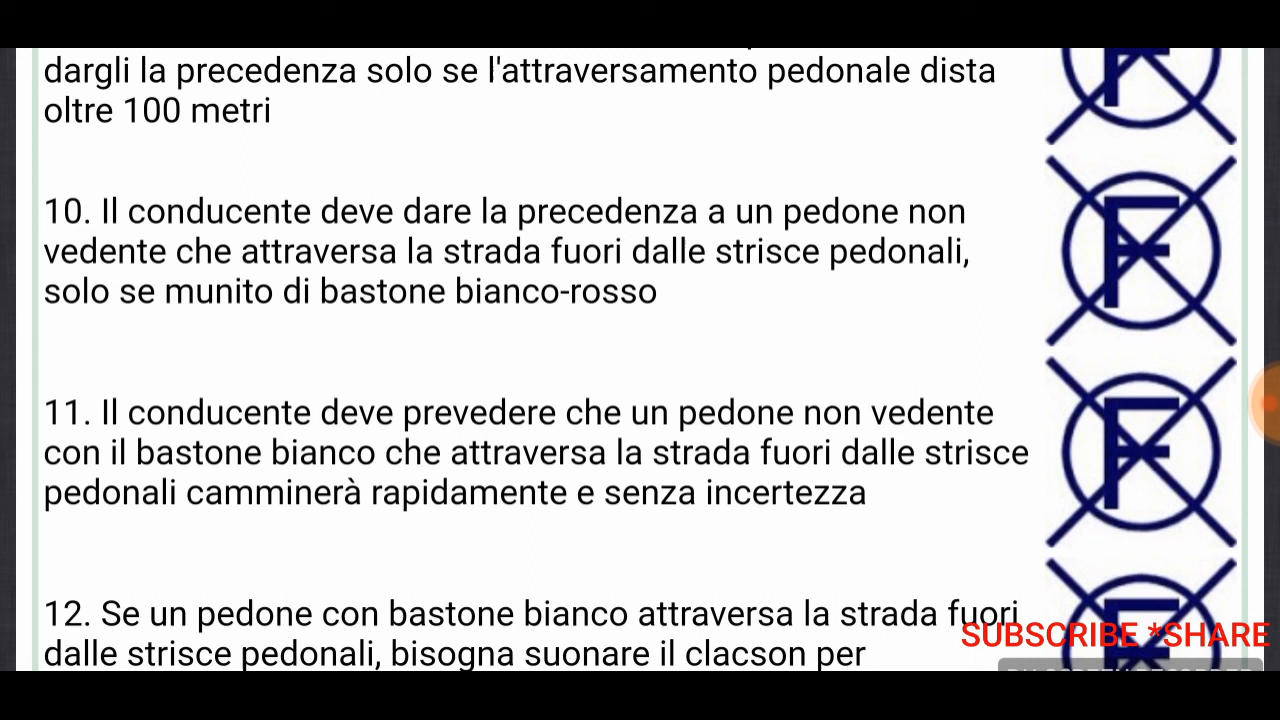 dargli la precedenza solo se l'attraversamento pedonale dista
oltre 100 metri
F
10. Il conducente deve dare la precedenza a un pedone non
vedente che attraversa la strada fuori dalle strisce pedonali,
solo se munito di bastone bianco-rosso
F
11. Il conducente deve prevedere che un pedone non vedente
con il bastone bianco che attraversa la strada fuori dalle strisce
pedonali camminerà rapidamente e senza incertezza
F
12. Se un pedone con bastone bianco attraversa la strada fuori
dalle strisce pedonali, bisogna suonare il clacson per
F
SUBSCRIBE *SHARE